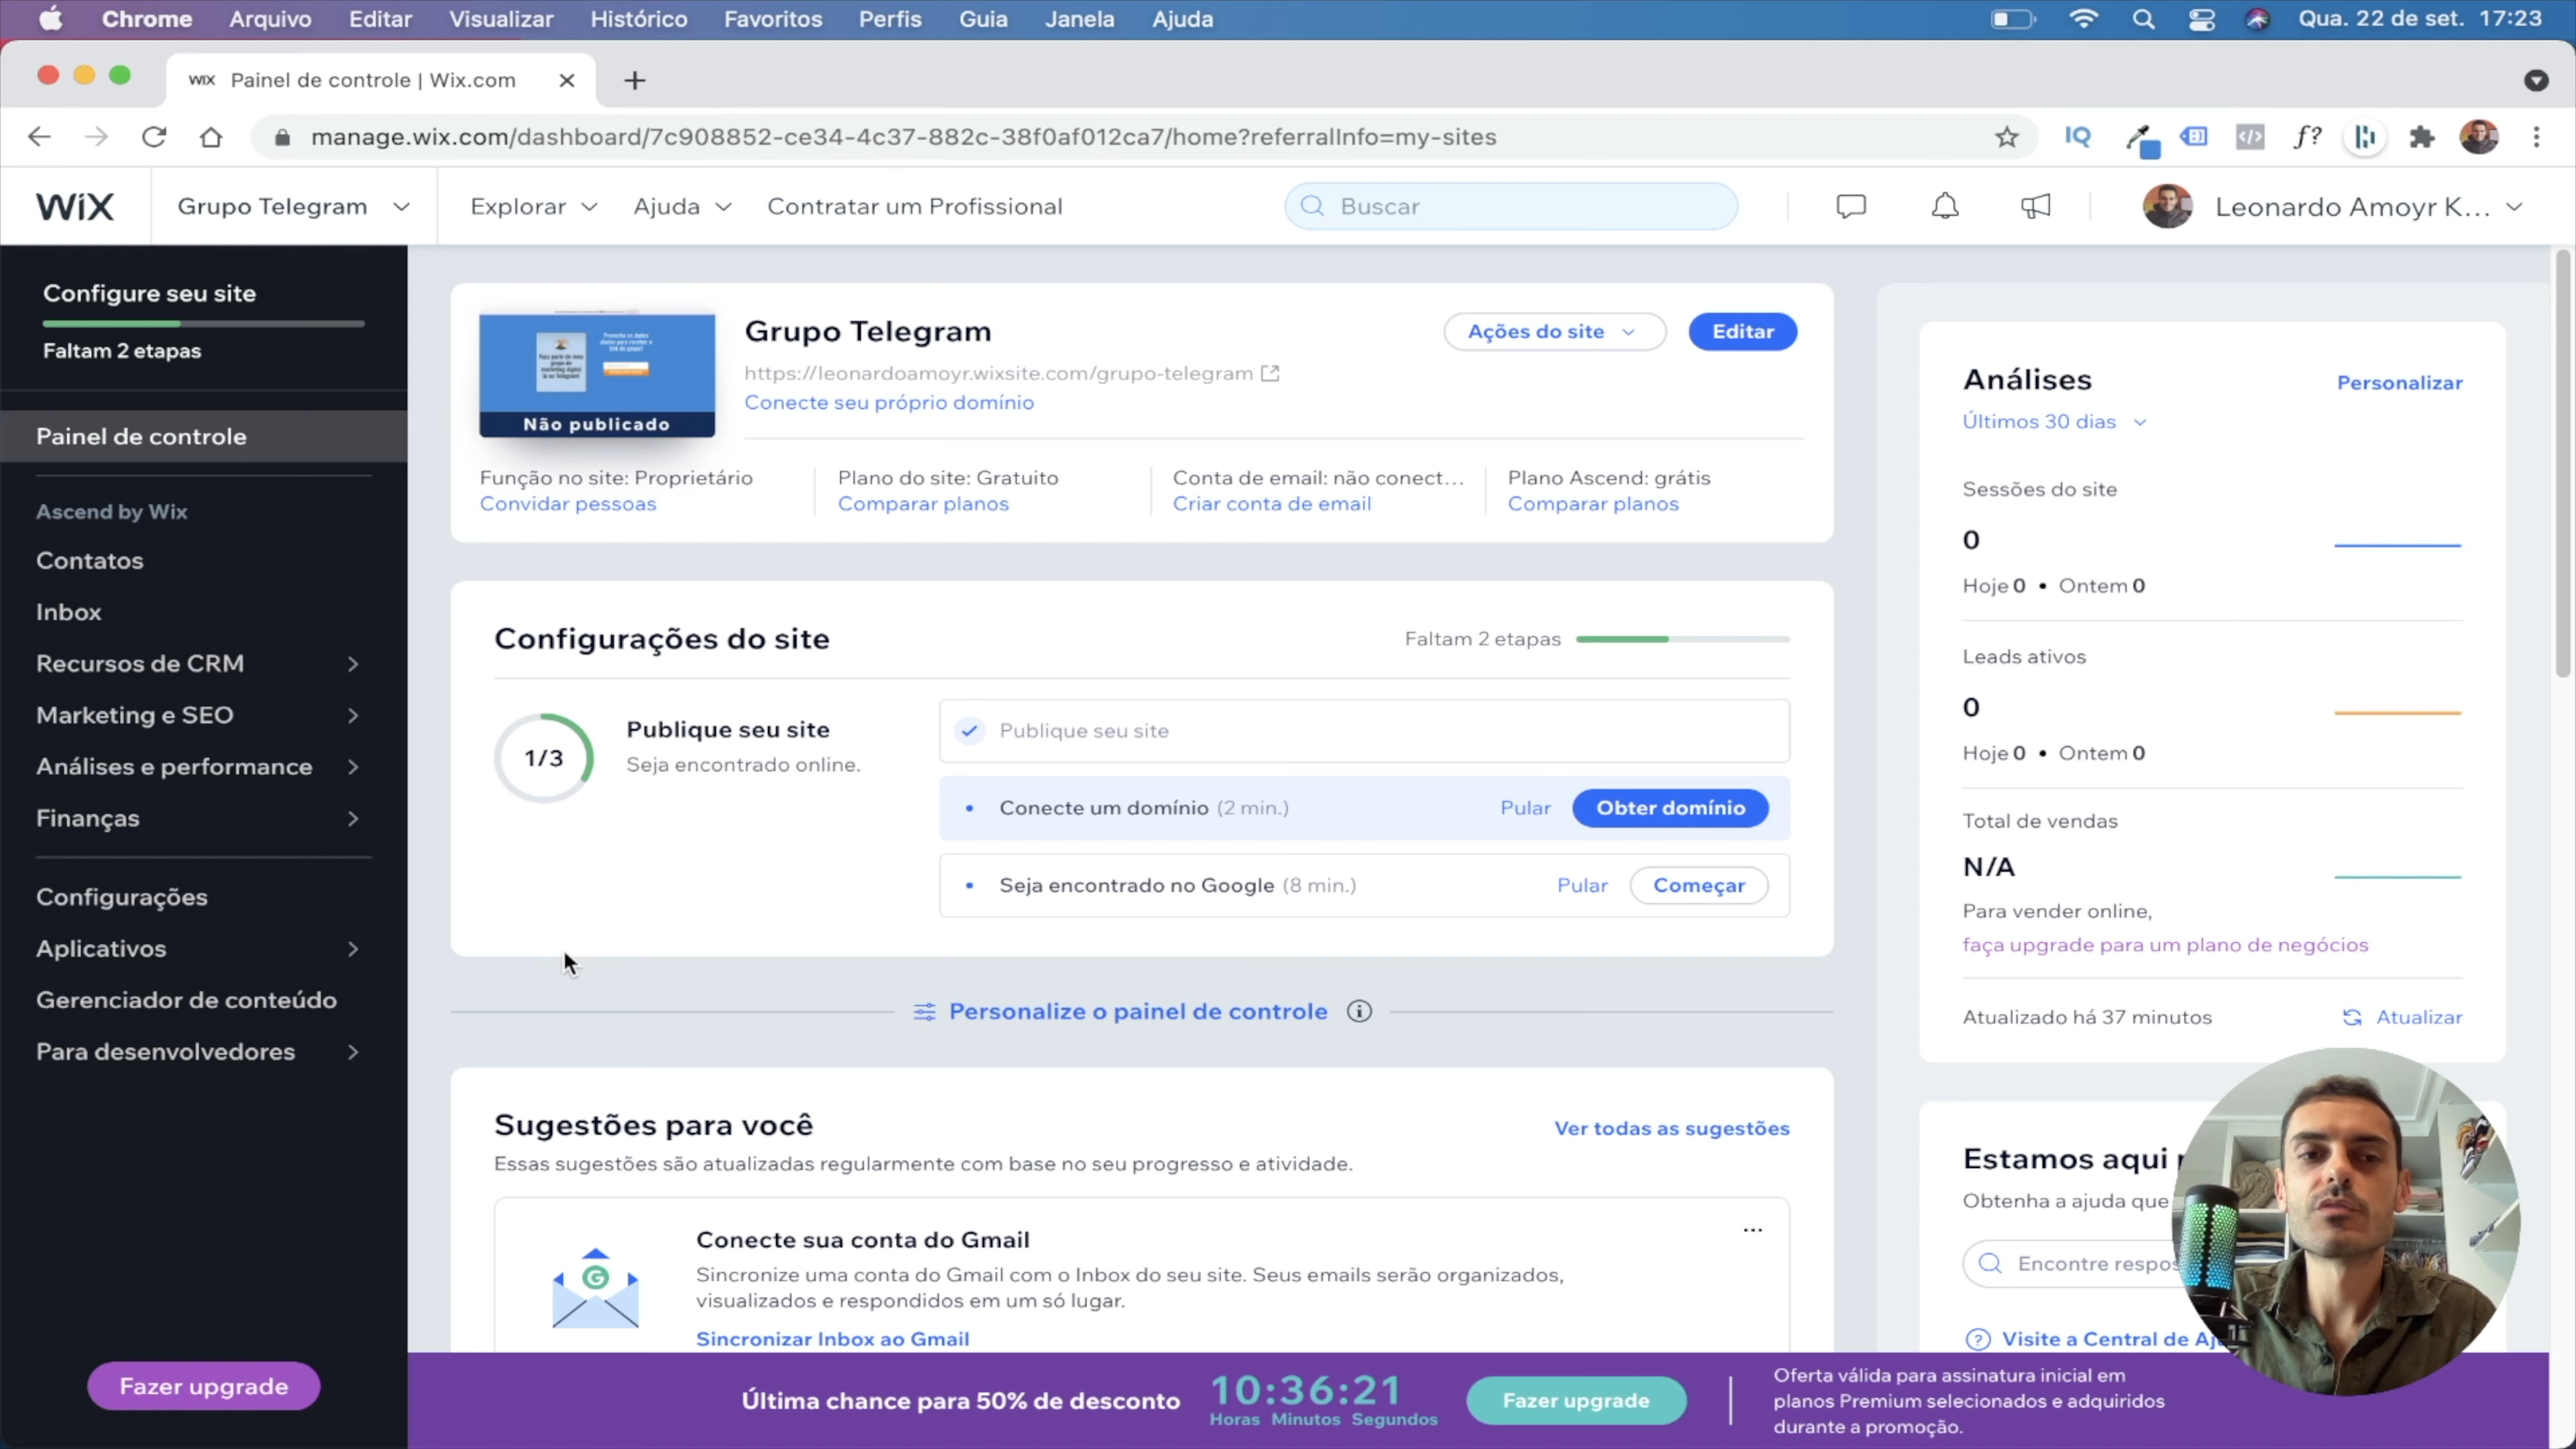 Chrome Arquivo Editar Visualizar Histórico Favoritos Perfis Guia Janela Ajuda Qua. 22 de set. 17:23
WiX Painel de controle | Wix.com
manage.wix.com/dashboard/7c908852-ce34-4c37-882c-38f0af012ca7/home?referralInfo=my-sites
IQ f?
WiX Grupo Telegram Explorar Ajuda Contratar um Profissional Buscar Leonardo Amoyr K...
Configure seu site
Faltam 2 etapas
Painel de controle
Ascend by Wix
Contatos
Inbox
Recursos de CRM
Marketing e SEO
Análises e performance
Finanças
Configurações
Aplicativos
Gerenciador de conteúdo
Para desenvolvedores
Fazer upgrade
Não publicado
Grupo Telegram
Ações do site Editar
https://leonardoamoyr.wixsite.com/grupo-telegram
Conecte seu próprio domínio
Função no site: Proprietário
Convidar pessoas
Plano do site: Gratuito
Comparar planos
Conta de email: não conect...
Criar conta de email
Plano Ascend: grátis
Comparar planos
Configurações do site Faltam 2 etapas
1/3
Publique seu site
Seja encontrado online.
Publique seu site
Conecte um domínio (2 min.) Pular Obter domínio
Seja encontrado no Google (8 min.) Pular Começar
Personalize o painel de controle
Sugestões para você Ver todas as sugestões
Essas sugestões são atualizadas regularmente com base no seu progresso e atividade.
Conecte sua conta do Gmail
Sincronize uma conta do Gmail com o Inbox do seu site. Seus emails serão organizados,
visualizados e respondidos em um só lugar.
Sincronizar Inbox ao Gmail
Análises Personalizar
Últimos 30 dias
Sessões do site
0
Hoje 0 • Ontem 0
Leads ativos
0
Hoje 0 • Ontem 0
Total de vendas
N/A
Para vender online,
faça upgrade para um plano de negócios
Atualizado há 37 minutos Atualizar
Estamos aqui
Obtenha a ajuda que
Encontre
Visite a Central de
Última chance para 50% de desconto
10:36:21
Horas Minutos Segundos
Fazer upgrade
Oferta válida para assinatura inicial em
planos Premium selecionados e adquiridos
durante a promoção.